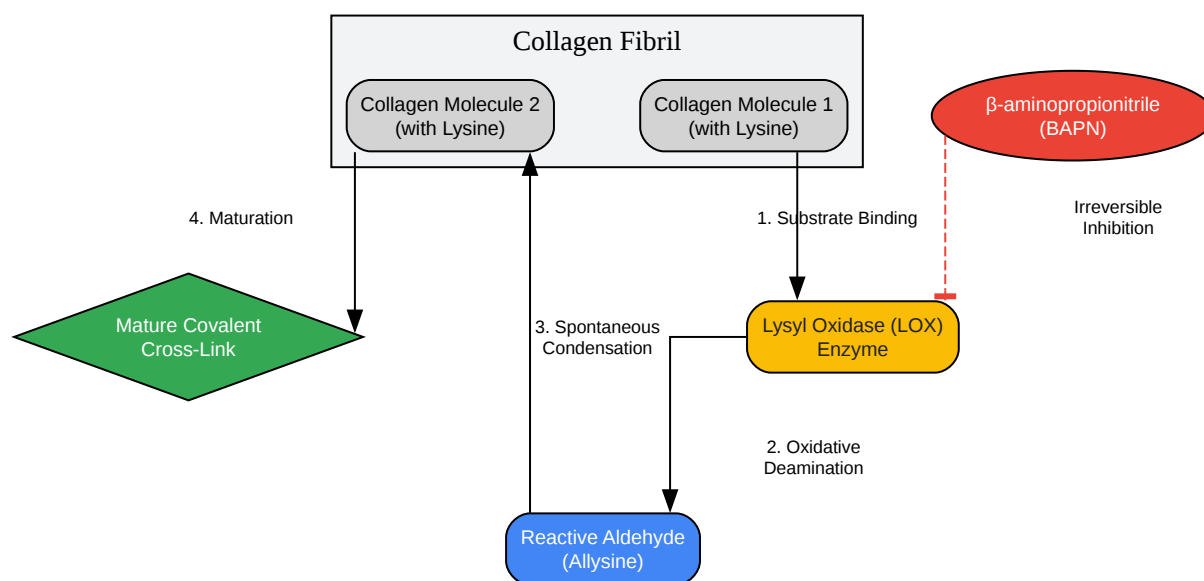 Collagen Fibril
Collagen Molecule 2
(with Lysine)
Collagen Molecule 1
(with Lysine)
β-aminopropionitrile
(BAPN)
4. Maturation
1. Substrate Binding
Irreversible
Inhibition
Mature Covalent
Cross-Link
3. Spontaneous
Condensation
Lysyl Oxidase (LOX)
Enzyme
2. Oxidative
Deamination
Reactive Aldehyde
(Allysine)